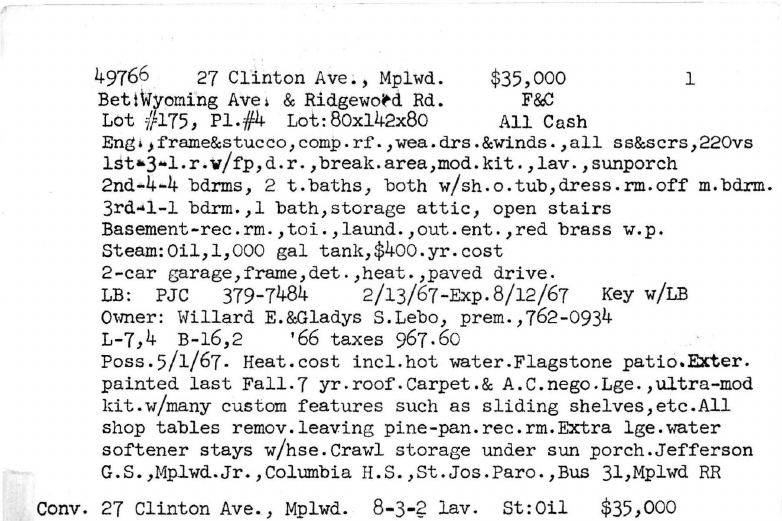 49766 27 Clinton Ave., Mplwd. $35,000 1
Bet:Wyoming Ave. & Ridgewood Rd. F&C
Lot #175, Pl.#4 Lot:80x142x80 All Cash
Eng.,frame&stucco,comp.rf.,wea.drs.&winds.,all ss&scrs,220vs
1st-3-l.r.w/fp,d.r.,break.area,mod.kit.,lav.,sunporch
2nd-4-4 bdrms, 2 t.baths, both w/sh.o.tub,dress.rm.off m.bdrm.
3rd-1-1 bdrm.,1 bath,storage attic, open stairs
Basement-rec.rm.,toi.,laund.,out.ent.,red brass w.p.
Steam:Oil,1,000 gal tank,$400.yr.cost
2-car garage,frame,det.,heat.,paved drive.
LB: PJC 379-7484 2/13/67-Exp.8/12/67 Key w/LB
Owner: Willard E.&Gladys S.Lebo, prem.,762-0934
L-7,4 B-16,2 '66 taxes 967.60
Poss.5/1/67. Heat.cost incl.hot water.Flagstone patio.Exter.
painted last Fall.7 yr.roof.Carpet.& A.C.nego.Lge.,ultra-mod
kit.w/many custom features such as sliding shelves,etc.All
shop tables remov.leaving pine-pan.rec.rm.Extra lge.water
softener stays w/hse.Crawl storage under sun porch.Jefferson
G.S.,Mplwd.Jr.,Columbia H.S.,St.Jos.Paro.,Bus 31,Mplwd RR
Conv. 27 Clinton Ave., Mplwd. 8-3-2 lav. St:Oil $35,000